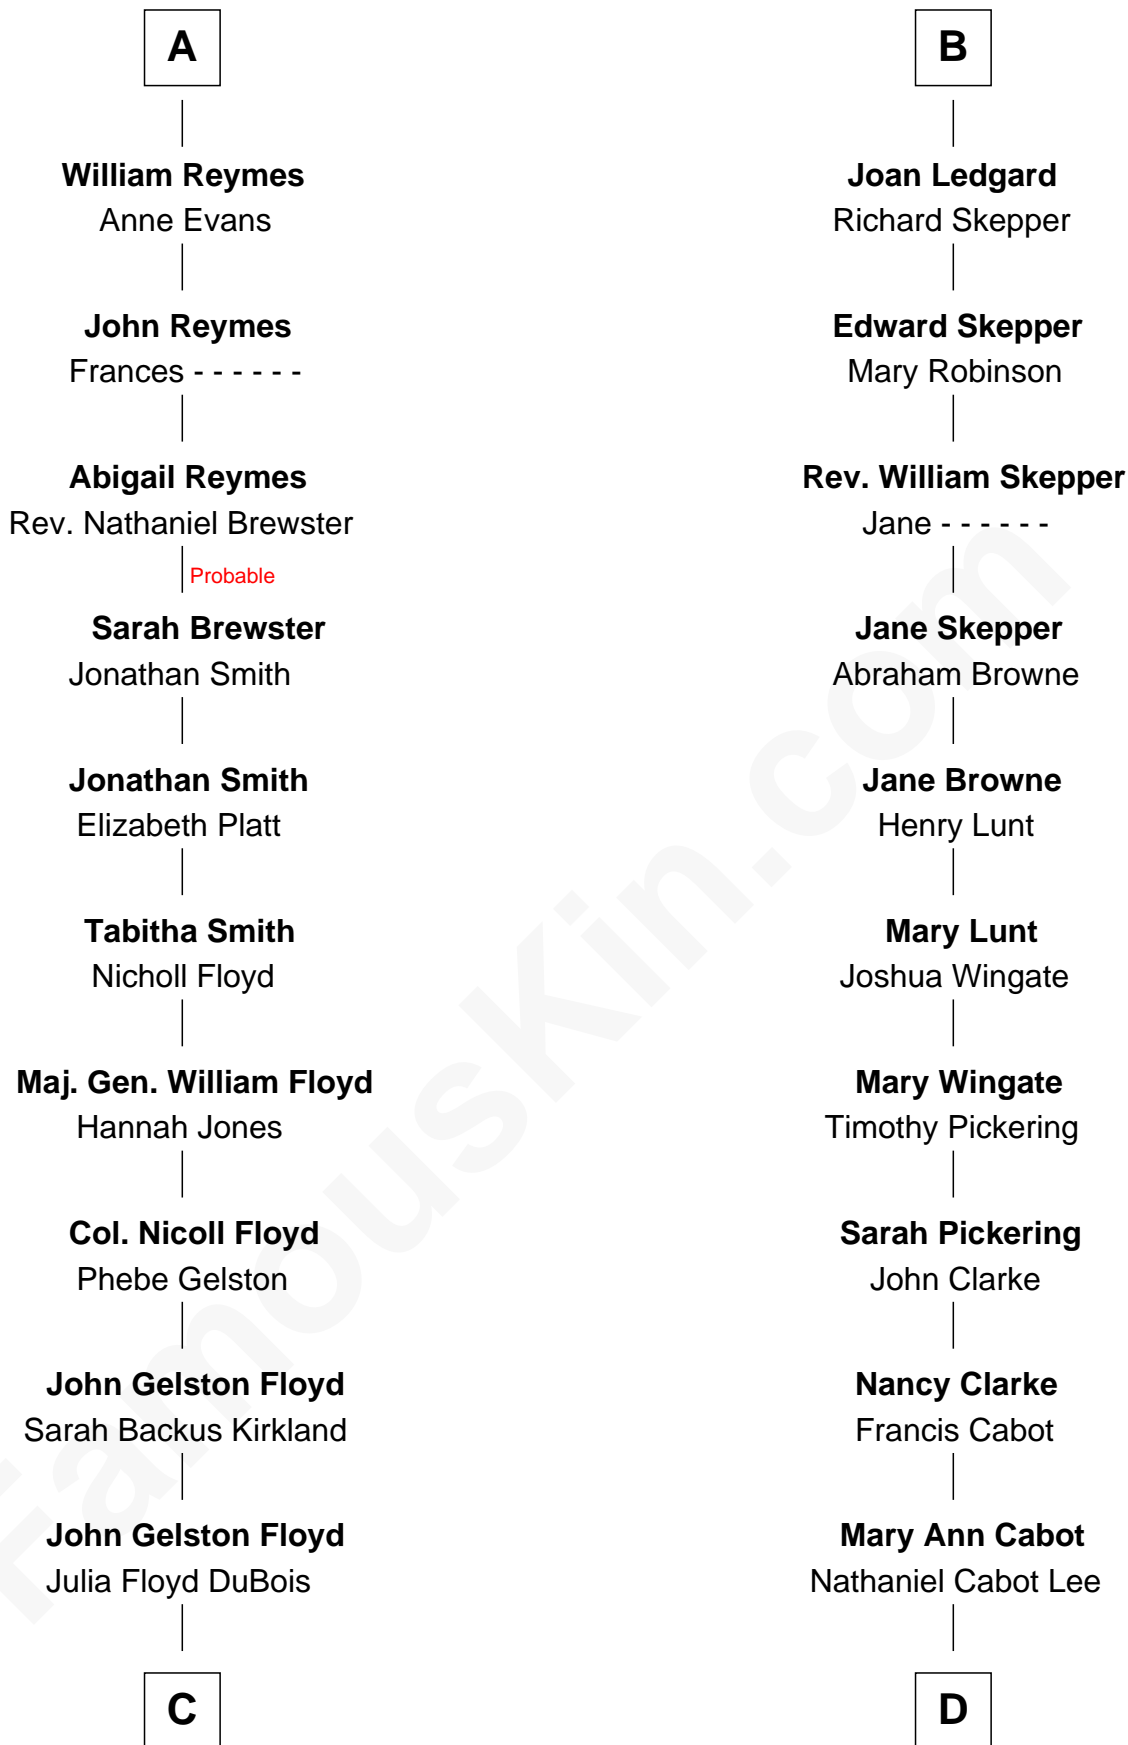 A
William Reymes
Anne Evans
John Reymes
Frances - - - - - -
Abigail Reymes
Rev. Nathaniel Brewster
Probable
Sarah Brewster
Jonathan Smith
Jonathan Smith
Elizabeth Platt
Tabitha Smith
Nicholl Floyd
Maj. Gen. William Floyd
Hannah Jones
Col. Nicoll Floyd
Phebe Gelston
John Gelston Floyd
Sarah Backus Kirkland
John Gelston Floyd
Julia Floyd DuBois
C
B
Joan Ledgard
Richard Skepper
Edward Skepper
Mary Robinson
Rev. William Skepper
Jane - - - - - -
Jane Skepper
Abraham Browne
Jane Browne
Henry Lunt
Mary Lunt
Joshua Wingate
Mary Wingate
Timothy Pickering
Sarah Pickering
John Clarke
Nancy Clarke
Francis Cabot
Mary Ann Cabot
Nathaniel Cabot Lee
D
FamousKin.com